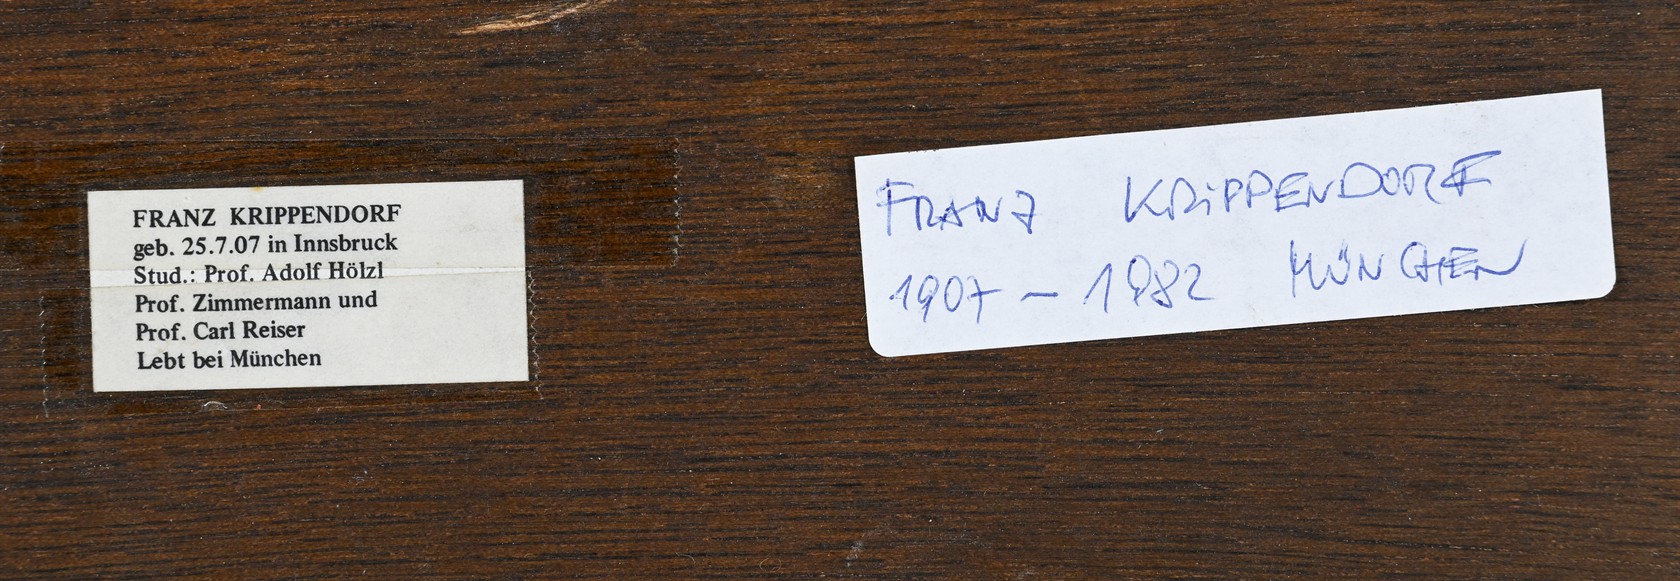 FRANZ KRIPPENDORF
geb. 25.7.07 in Innsbruck
Stud.: Prof. Adolf Hölzl
Prof. Zimmermann und
Prof. Carl Reiser
Lebt bei München
FRANZ KRiPPENDORF
1907 – 1982 MÜNCHEN